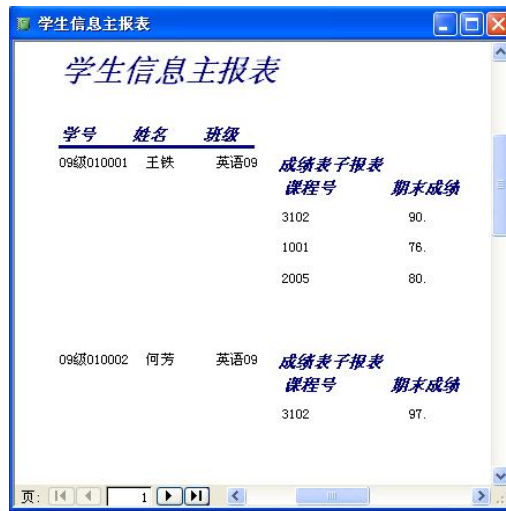 学生信息主报表
学生信息主报表
学号 姓名 班级
09级010001 王铁 英语09 成绩表子报表
课程号 期末成绩
3102 90.
1001 76.
2005 80.
09级010002 何芳 英语09 成绩表子报表
课程号 期末成绩
3102 97.
页: 1